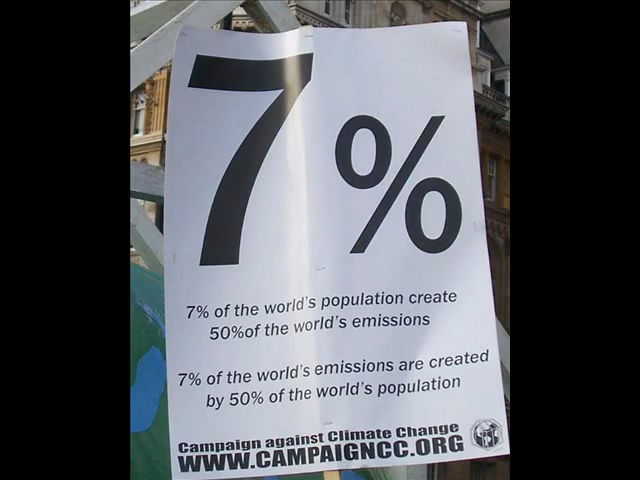 7%
7% of the world's population create
50%of the world's emissions
7% of the world's emissions are created
by 50% of the world's population
Campaign against Climate Change
WWW.CAMPAIGNCC.ORG